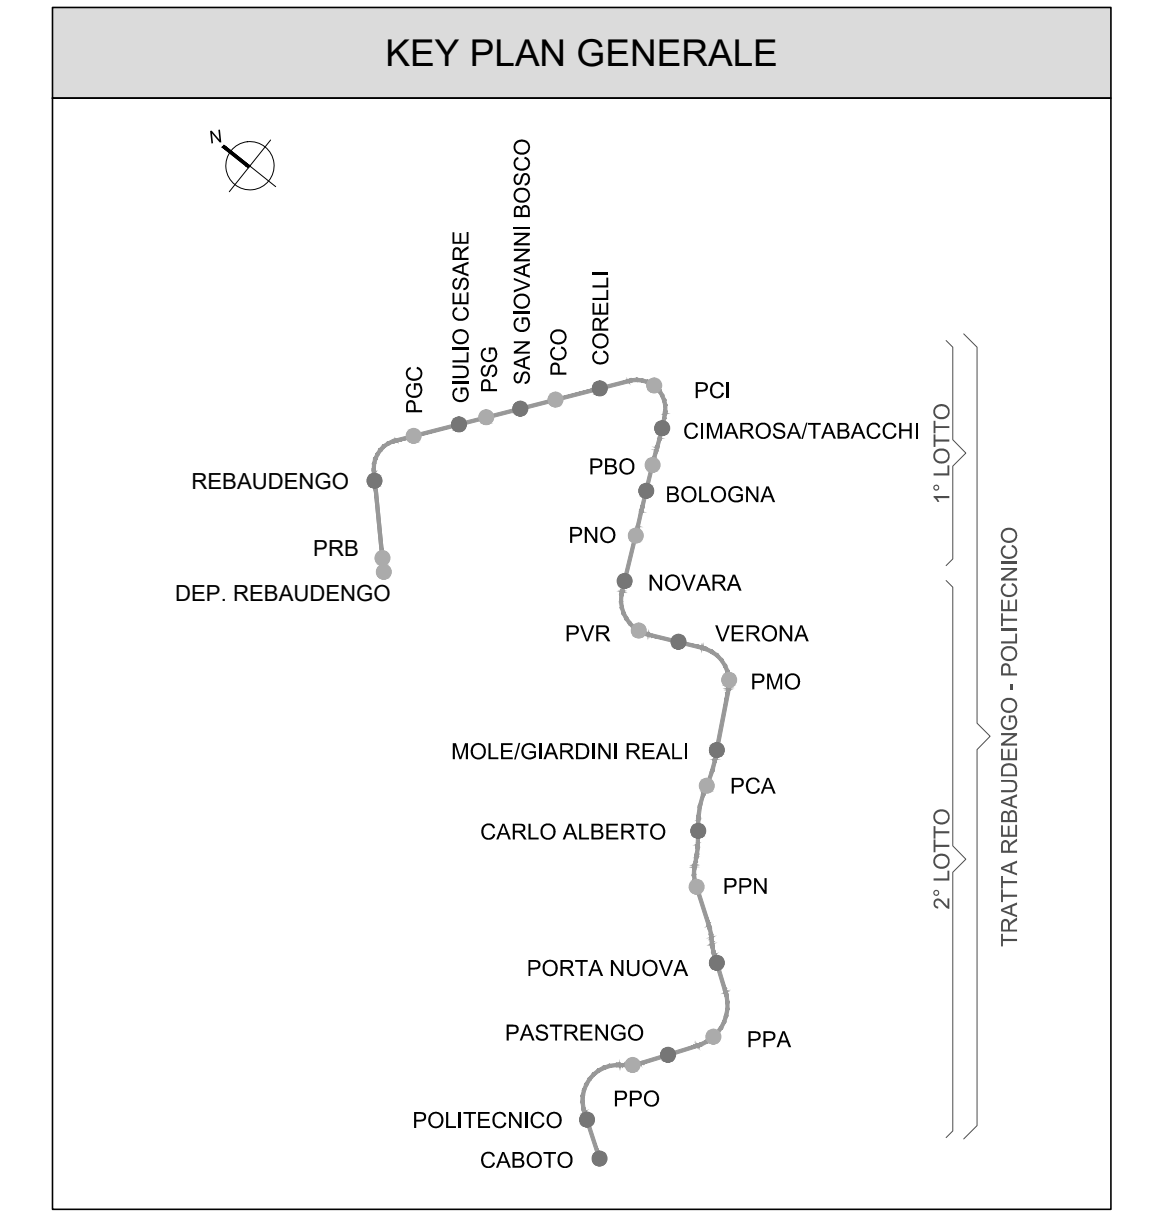 KEY PLAN GENERALE
N
PGC
GIULIO CESARE
PSG
SAN GIOVANNI BOSCO
PCO
CORELLI
PCI
CIMAROSA/TABACCHI
REBAUDENGO
PBO
BOLOGNA
PNO
PRB
DEP. REBAUDENGO
NOVARA
PVR
VERONA
PMO
MOLE/GIARDINI REALI
PCA
CARLO ALBERTO
PPN
PORTA NUOVA
PASTRENGO
PPA
PPO
POLITECNICO
CABOTO
1° LOTTO
2° LOTTO
TRATTA REBAUDENGO - POLITECNICO